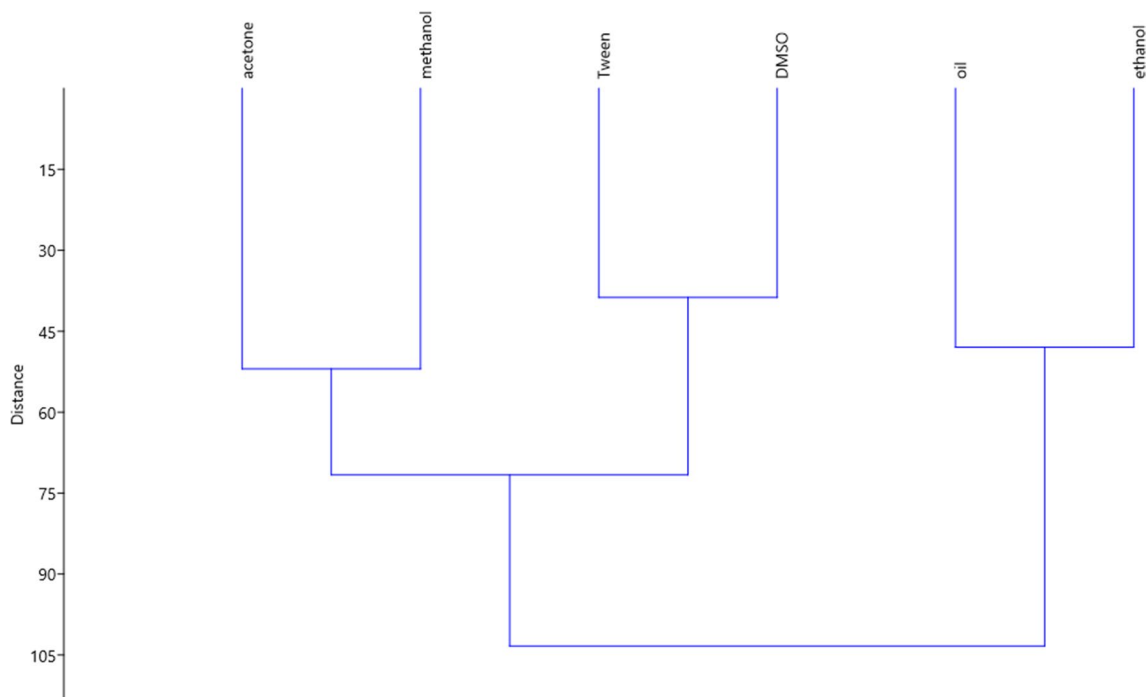 acetone
methanol
Tween
DMSO
oil
ethanol
15
30
45
60
75
90
105
Distance